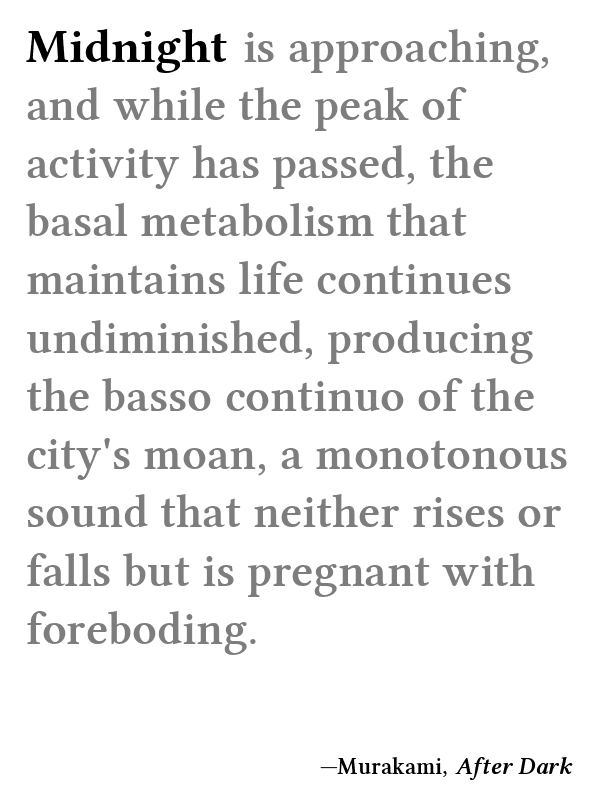 Midnight is approaching,
and while the peak of
activity has passed, the
basal metabolism that
maintains life continues
undiminished, producing
the basso continuo of the
city's moan, a monotonous
sound that neither rises or
falls but is pregnant with
foreboding.
—Murakami, After Dark